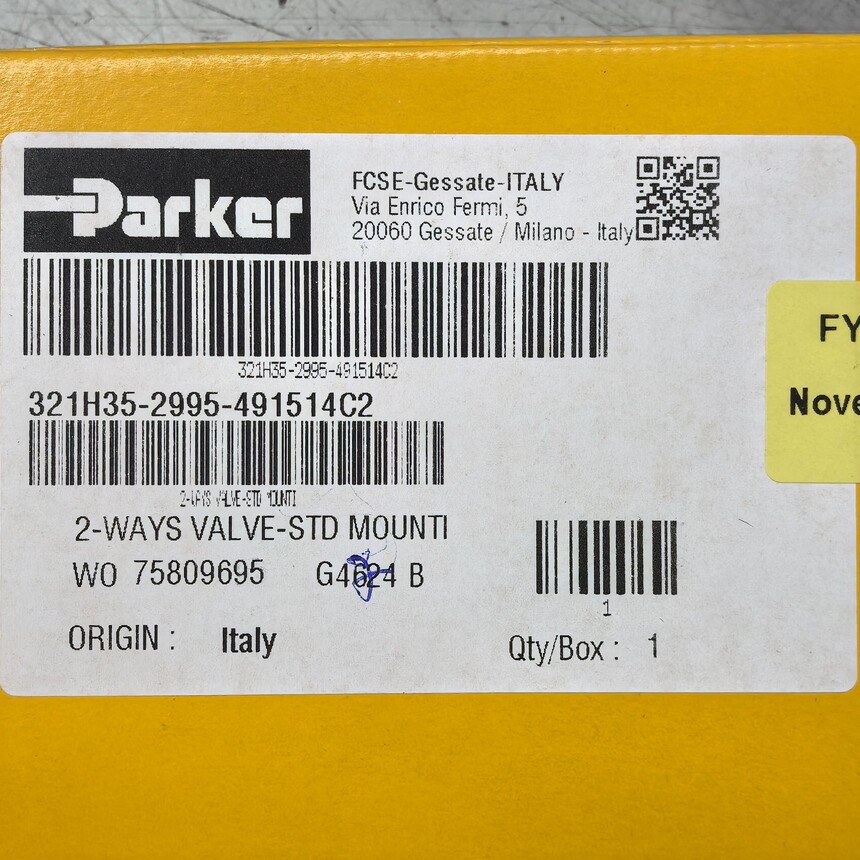 Parker
FCSE-Gessate-ITALY
Via Enrico Fermi, 5
20060 Gessate / Milano - Italy
321H35-2995-491514C2
321H35-2995-491514C2
2-WAYS VALVE-STD MOUNTI
2-WAYS VALVE-STD MOUNTI
WO 75809695 G4624 B
1
ORIGIN : Italy
Qty/Box : 1
FY
Nove